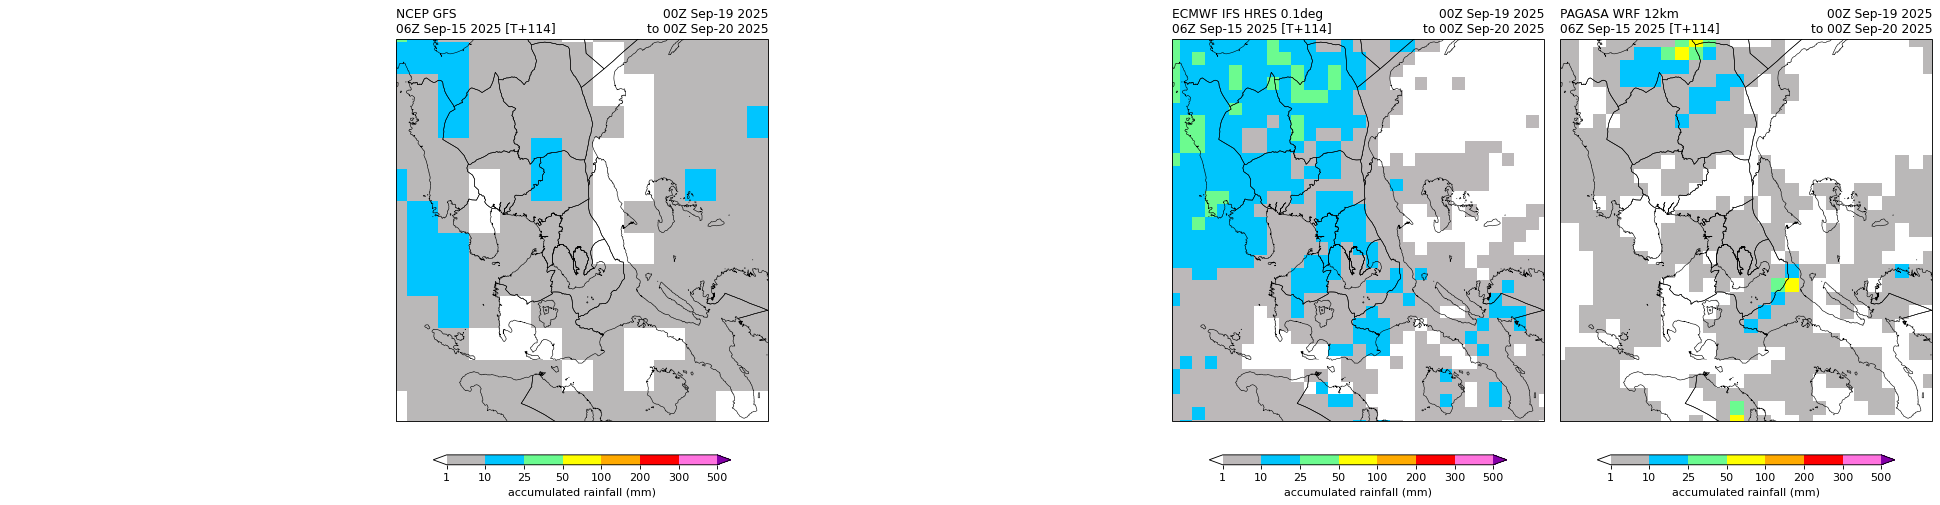 NCEP GFS 00Z Sep-19 2025
06Z Sep-15 2025 [T+114] to 00Z Sep-20 2025
1 10 25 50 100 200 300 500
accumulated rainfall (mm)
ECMWF IFS HRES 0.1deg 00Z Sep-19 2025
06Z Sep-15 2025 [T+114] to 00Z Sep-20 2025
1 10 25 50 100 200 300 500
accumulated rainfall (mm)
PAGASA WRF 12km 00Z Sep-19 2025
06Z Sep-15 2025 [T+114] to 00Z Sep-20 2025
1 10 25 50 100 200 300 500
accumulated rainfall (mm)